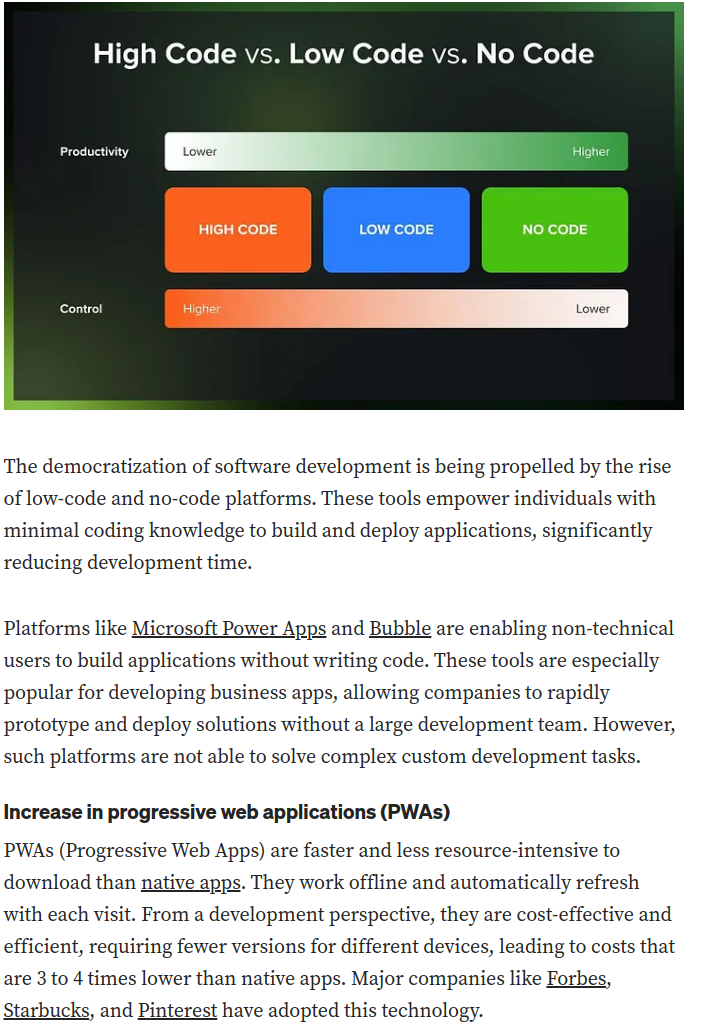 High Code vs. Low Code vs. No Code
Productivity
Lower
Higher
HIGH CODE
LOW CODE
NO CODE
Control
Higher
Lower
The democratization of software development is being propelled by the rise
of low-code and no-code platforms. These tools empower individuals with
minimal coding knowledge to build and deploy applications, significantly
reducing development time.
Platforms like Microsoft Power Apps and Bubble are enabling non-technical
users to build applications without writing code. These tools are especially
popular for developing business apps, allowing companies to rapidly
prototype and deploy solutions without a large development team. However,
such platforms are not able to solve complex custom development tasks.
Increase in progressive web applications (PWAs)
PWAs (Progressive Web Apps) are faster and less resource-intensive to
download than native apps. They work offline and automatically refresh
with each visit. From a development perspective, they are cost-effective and
efficient, requiring fewer versions for different devices, leading to costs that
are 3 to 4 times lower than native apps. Major companies like Forbes,
Starbucks, and Pinterest have adopted this technology.